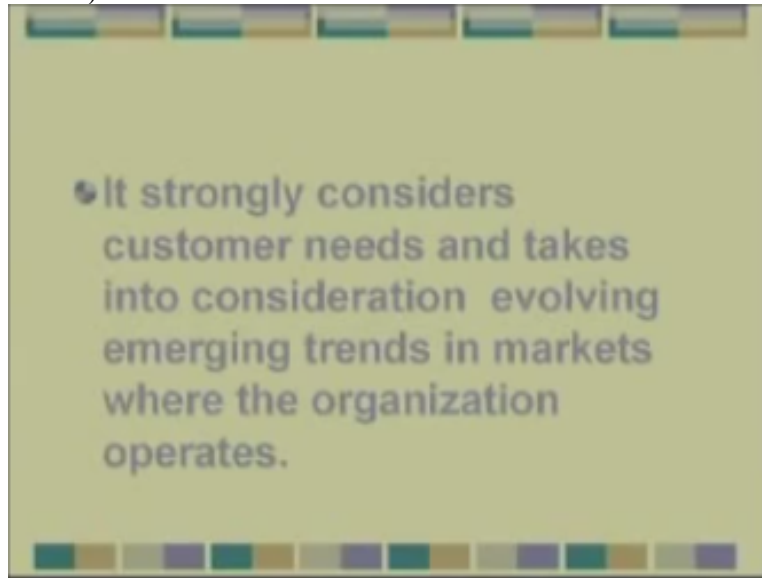 It strongly considers
customer needs and takes
into consideration evolving
emerging trends in markets
where the organization
operates.